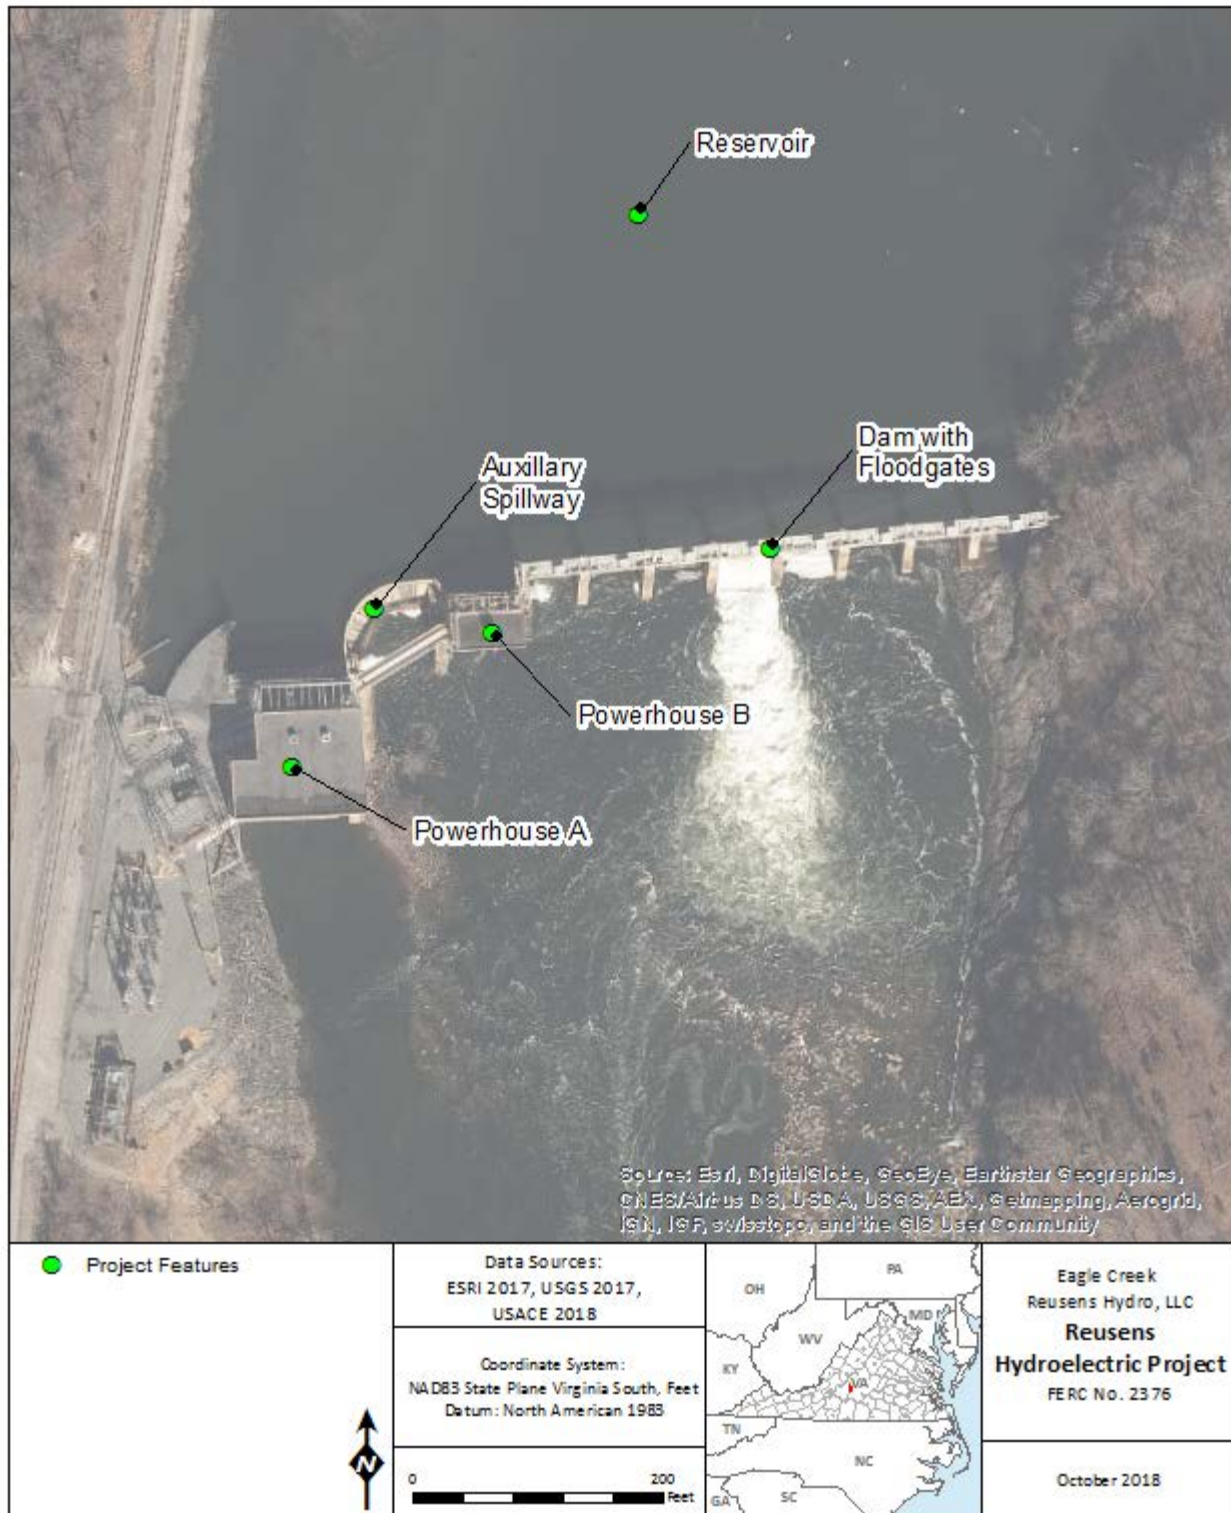 Reservoir
Dam with
Floodgates
Auxillary
Spillway
Powerhouse B
Powerhouse A
Source: Esri, DigitalGlobe, GeoEye, Earthstar Geographics,
CNES/Airbus DS, USDA, USGS, AEX, Getmapping, Aerogrid,
IGN, IGP, swisstopo, and the GIS User Community
Project Features
N
Data Sources:
ESRI 2017, USGS 2017,
USACE 2018
Coordinate System:
NAD83 State Plane Virginia South, Feet
Datum: North American 1983
0 200
Feet
PA
OH
MD
WV
KY
VA
TN
NC
SC
GA
Eagle Creek
Reusens Hydro, LLC
Reusens
Hydroelectric Project
FERC No. 2376
October 2018